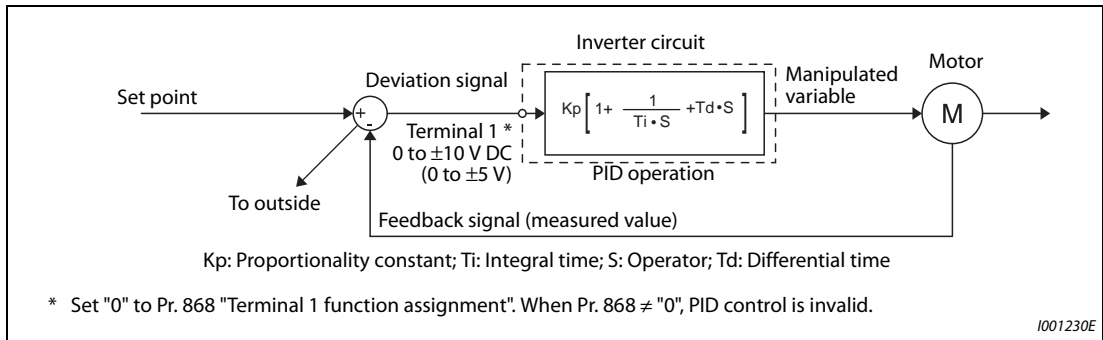 Inverter circuit
Motor
Deviation signal
Manipulated
variable
Set point
+
-
Kp [ 1+ 1 / Ti • S +Td•S ]
M
Terminal 1 *
0 to ±10 V DC
(0 to ±5 V)
PID operation
To outside
Feedback signal (measured value)
Kp: Proportionality constant; Ti: Integral time; S: Operator; Td: Differential time
* Set "0" to Pr. 868 "Terminal 1 function assignment". When Pr. 868 ≠ "0", PID control is invalid.
I001230E